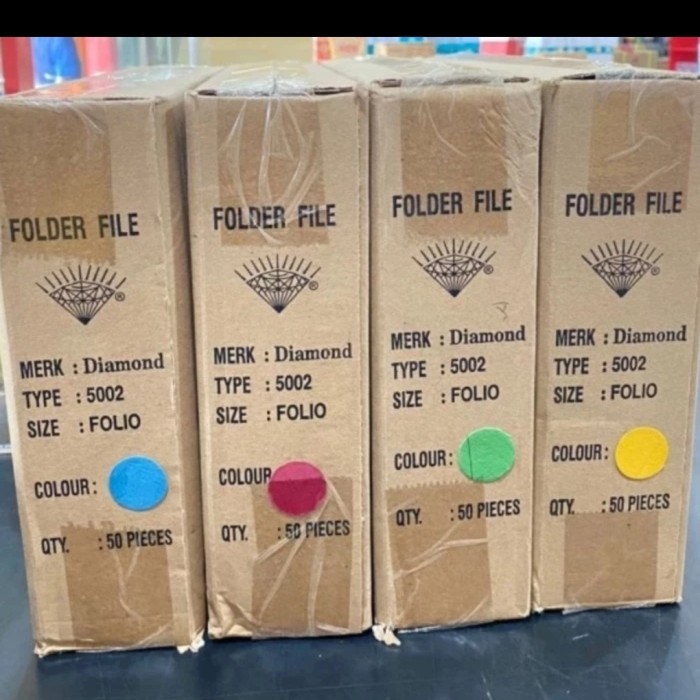 FOLDER FILE
®
MERK : Diamond
TYPE : 5002
SIZE : FOLIO
COLOUR :
QTY. : 50 PIECES
FOLDER FILE
®
MERK : Diamond
TYPE : 5002
SIZE : FOLIO
COLOUR
QTY. : 50 PIECES
FOLDER FILE
®
MERK : Diamond
TYPE : 5002
SIZE : FOLIO
COLOUR :
QTY. : 50 PIECES
FOLDER FILE
®
MERK : Diamond
TYPE : 5002
SIZE : FOLIO
COLOUR :
QTY. : 50 PIECES